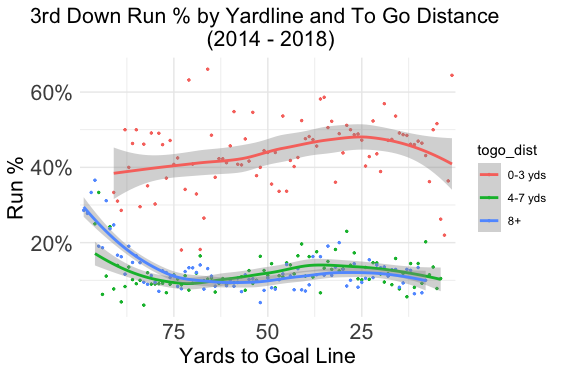 3rd Down Run % by Yardline and To Go Distance
(2014 - 2018)
60%
40%
20%
Run %
75 50 25
Yards to Goal Line
togo_dist
0-3 yds
4-7 yds
8+